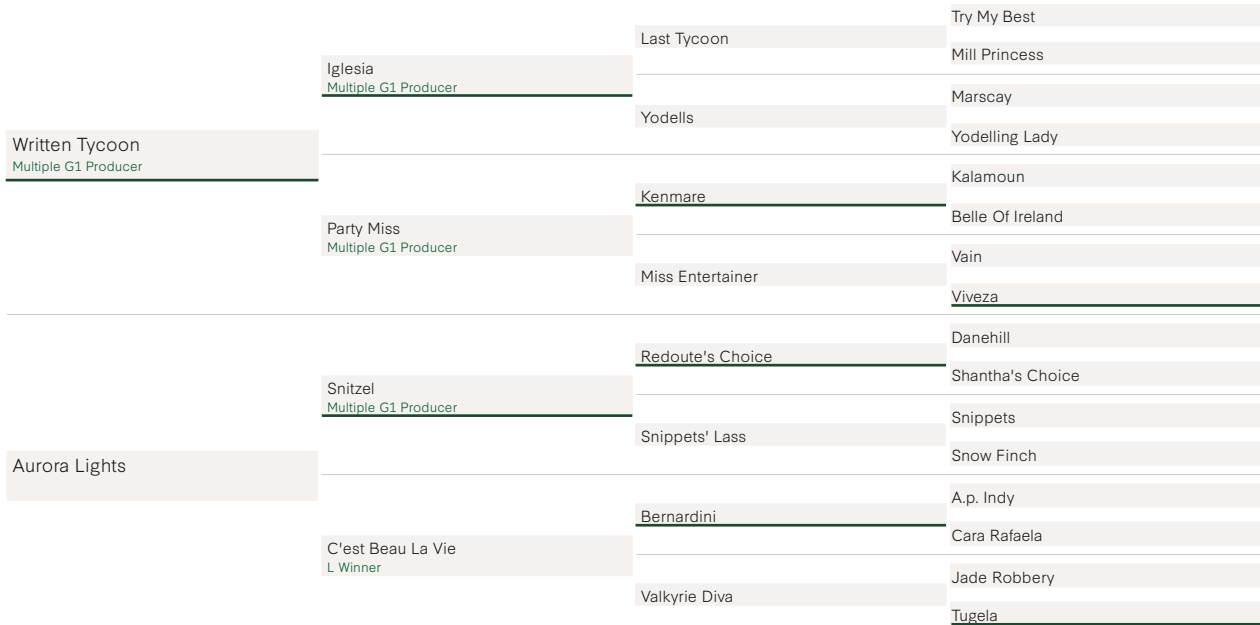 Written Tycoon
Multiple G1 Producer
Aurora Lights
Iglesia
Multiple G1 Producer
Party Miss
Multiple G1 Producer
Snitzel
Multiple G1 Producer
C'est Beau La Vie
L Winner
Last Tycoon
Yodells
Kenmare
Miss Entertainer
Redoute's Choice
Snippets' Lass
Bernardini
Valkyrie Diva
Try My Best
Mill Princess
Marscay
Yodelling Lady
Kalamoun
Belle Of Ireland
Vain
Viveza
Danehill
Shantha's Choice
Snippets
Snow Finch
A.p. Indy
Cara Rafaela
Jade Robbery
Tugela